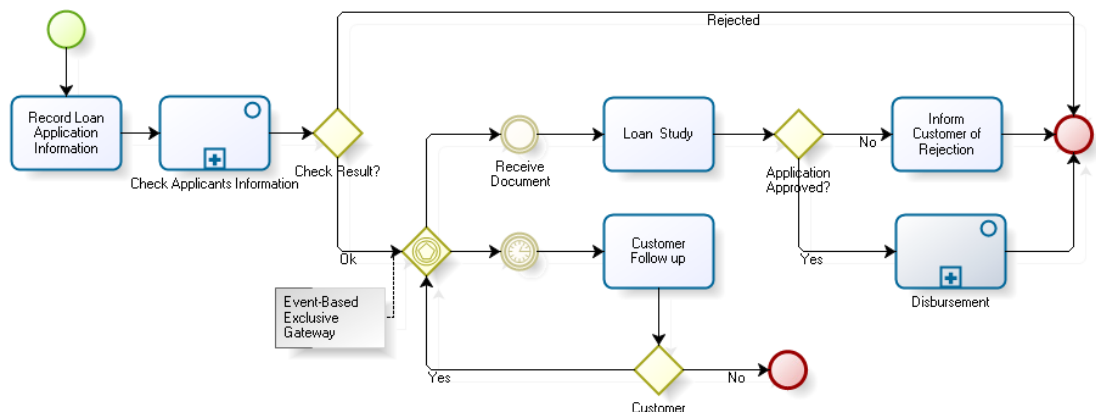 Rejected
Record Loan
Application
Information
Check Applicants Information
Check Result?
Receive
Document
Loan Study
Application
Approved?
No
Inform
Customer of
Rejection
Ok
Customer
Follow up
Yes
Disbursement
Event-Based
Exclusive
Gateway
Yes
No
Customer